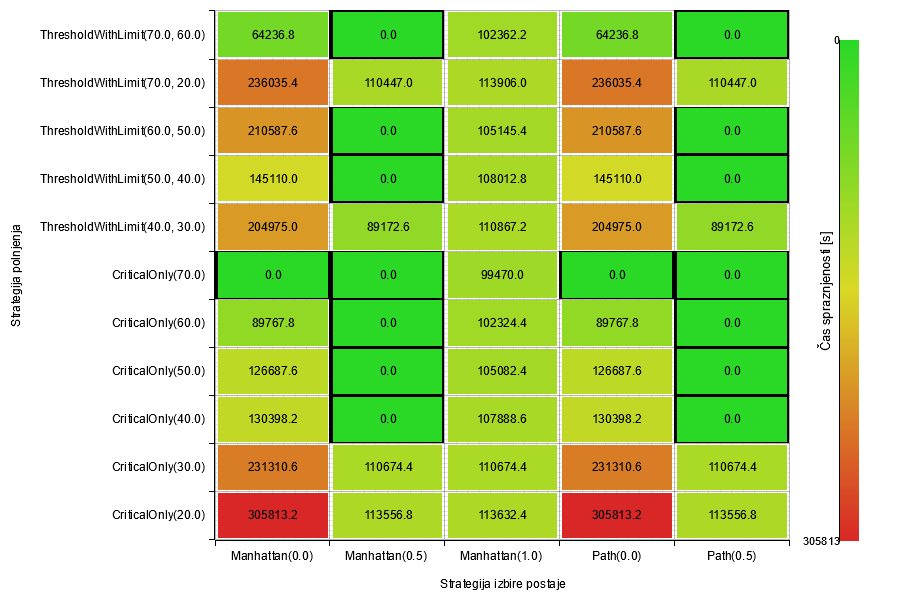 ThresholdWithLimit(70.0, 60.0) 64236.8 0.0 102362.2 64236.8 0.0
ThresholdWithLimit(70.0, 20.0) 236035.4 110447.0 113906.0 236035.4 110447.0
ThresholdWithLimit(60.0, 50.0) 210587.6 0.0 105145.4 210587.6 0.0
ThresholdWithLimit(50.0, 40.0) 145110.0 0.0 108012.8 145110.0 0.0
ThresholdWithLimit(40.0, 30.0) 204975.0 89172.6 110867.2 204975.0 89172.6
CriticalOnly(70.0) 0.0 0.0 99470.0 0.0 0.0
CriticalOnly(60.0) 89767.8 0.0 102324.4 89767.8 0.0
CriticalOnly(50.0) 126687.6 0.0 105082.4 126687.6 0.0
CriticalOnly(40.0) 130398.2 0.0 107888.6 130398.2 0.0
CriticalOnly(30.0) 231310.6 110674.4 110674.4 231310.6 110674.4
CriticalOnly(20.0) 305813.2 113556.8 113632.4 305813.2 113556.8
Manhattan(0.0) Manhattan(0.5) Manhattan(1.0) Path(0.0) Path(0.5)
Strategija izbire postaje
Strategija polnjenja
0
Čas spraznjenosti [s]
305813